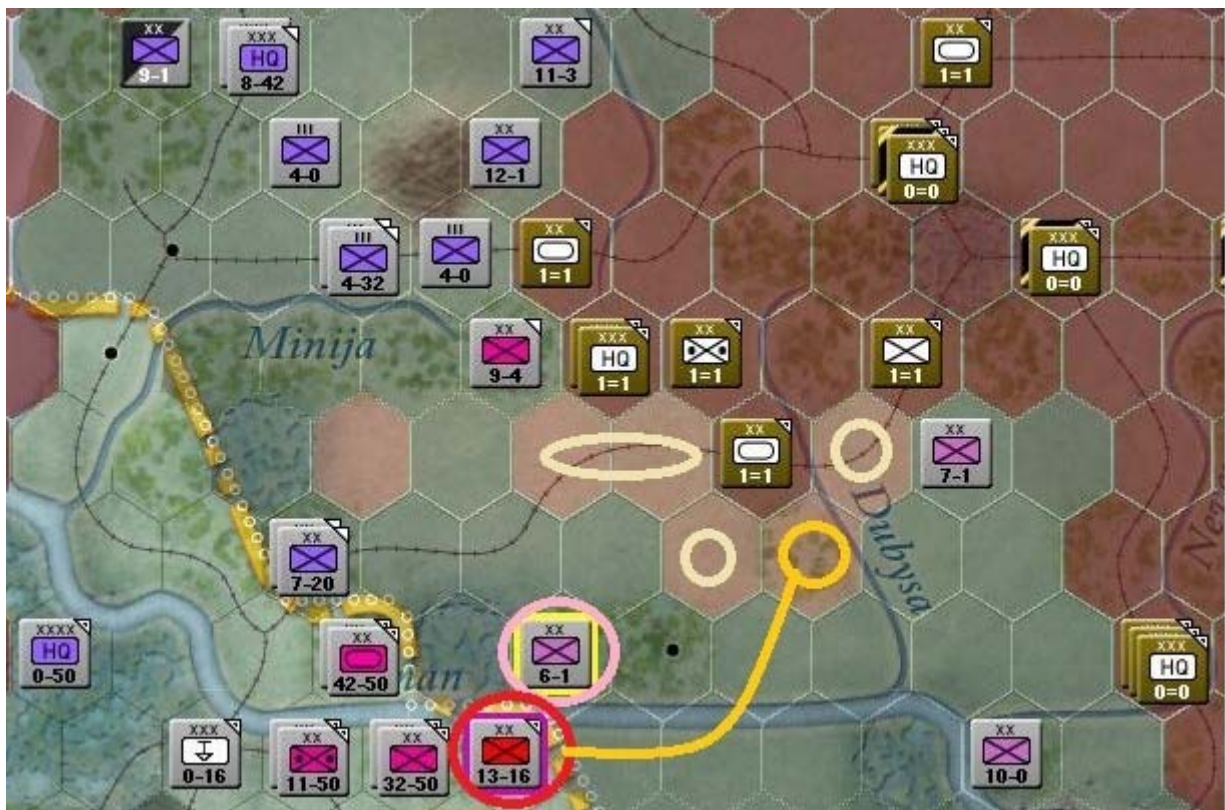 XX
9-1
XXX
HQ
8-42
XX
11-3
XX
1=1
III
4-0
XX
12-1
XXX
HQ
0=0
III
4-32
III
4-0
XX
1=1
XXX
HQ
0=0
Minija
XX
9-4
XXX
HQ
1=1
XX
1=1
XX
1=1
XX
1=1
XX
7-1
Dubysa
XX
7-20
XXXX
HQ
0-50
XX
42-50
XX
6-1
XXX
HQ
0=0
XXX
0-16
XX
11-50
XX
32-50
XX
13-16
XX
10-0